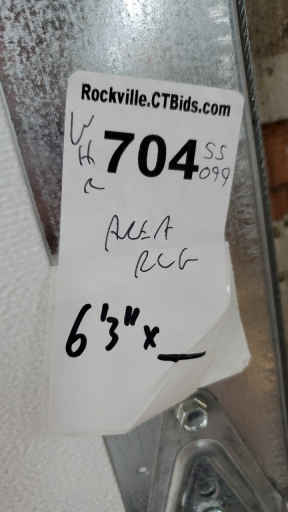 Rockville.CTBids.com
W
H
R
704
SS
099
AREA
RUG
6'3" x _